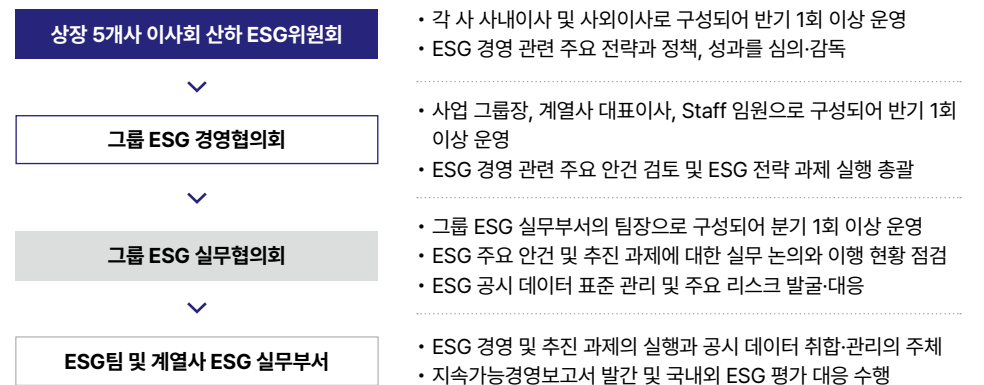 상장 5개사 이사회 산하 ESG위원회
• 각 사 사내이사 및 사외이사로 구성되어 반기 1회 이상 운영
• ESG 경영 관련 주요 전략과 정책, 성과를 심의·감독
그룹 ESG 경영협의회
• 사업 그룹장, 계열사 대표이사, Staff 임원으로 구성되어 반기 1회
이상 운영
• ESG 경영 관련 주요 안건 검토 및 ESG 전략 과제 실행 총괄
그룹 ESG 실무협의회
• 그룹 ESG 실무부서의 팀장으로 구성되어 분기 1회 이상 운영
• ESG 주요 안건 및 추진 과제에 대한 실무 논의와 이행 현황 점검
• ESG 공시 데이터 표준 관리 및 주요 리스크 발굴·대응
ESG팀 및 계열사 ESG 실무부서
• ESG 경영 및 추진 과제의 실행과 공시 데이터 취합·관리의 주체
• 지속가능경영보고서 발간 및 국내외 ESG 평가 대응 수행